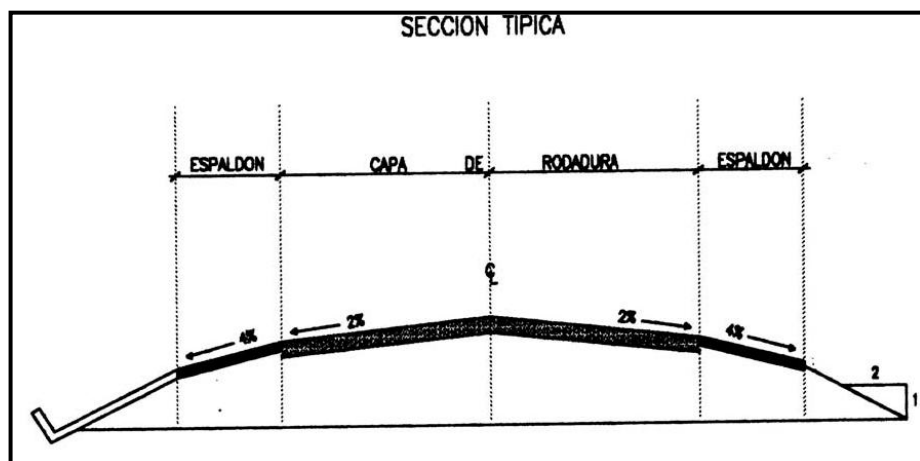 SECCION TIPICA
ESPALDON CAPA DE RODADURA ESPALDON
℄
4% 2% 2% 4%
2
1